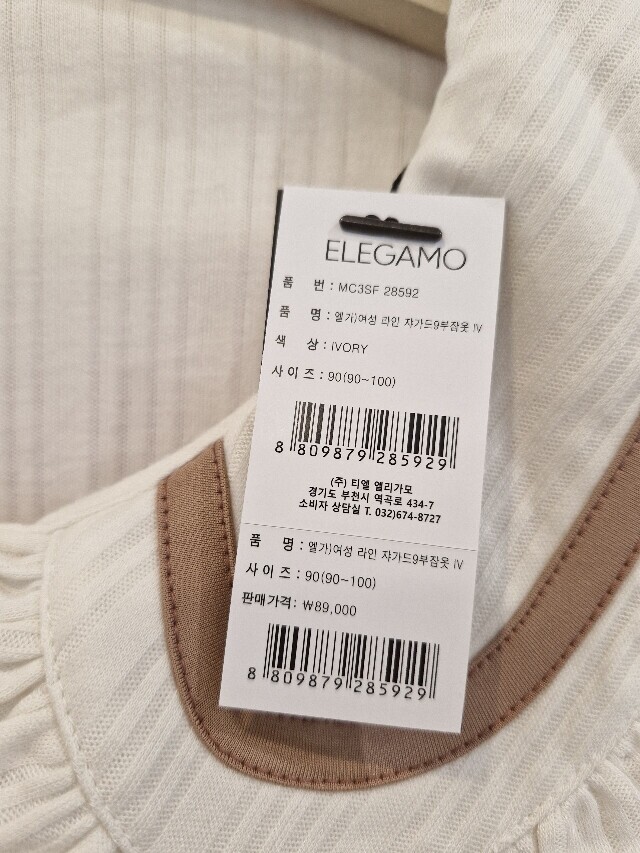 ELEGAMO
품 번 : MC3SF 28592
품 명 : 엘가)여성 라인 쟈가드9부잠옷 IV
색 상 : iVORY
사 이 즈 : 90(90~100)
8 809879 285929
(주) 티엘 엘리가모
경기도 부천시 역곡로 434-7
소비자 상담실 T. 032)674-8727
품 명 : 엘가)여성 라인 쟈가드9부잠옷 IV
사 이 즈 : 90(90~100)
판매가격: ₩89,000
8 809879 285929